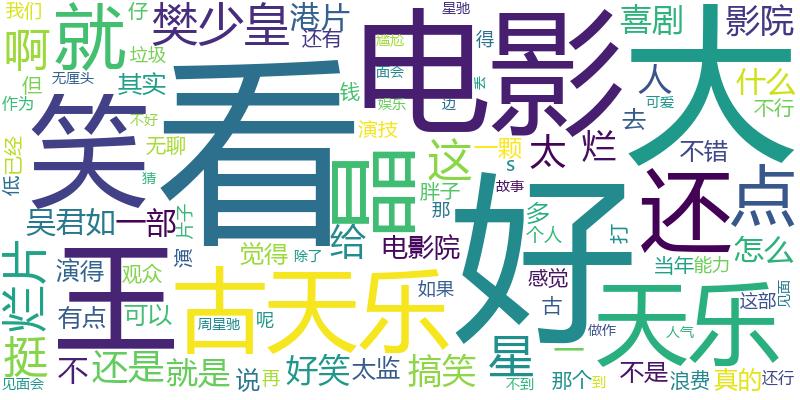 我们
仔
樊少皇
港片
星驰
得
喜剧
影院
啊
就
垃圾
还有
尴尬
电影
大
但
无厘头
其实
钱
面会
丢
人
什么
作为
不好
笑
看
娱乐
边
可爱
不行
已经
无聊
演技
去
低
猜
昌
这
一颗
太
烂
不错
s
胖子
故事
还
点
吴君如
一部
片子
给
那
好
多
个人
打
烂片
演得
观众
演
觉得
除了
电影院
感觉
当年
能力
怎么
王
古天乐
如果
古
天乐
这部
见面
有点
可以
周星驰
呢
做作
人气
挺
不
还是
就是
说
再
好笑
太监
搞笑
星
一
那个
到
不是
浪费
真的
还行
见面会
不到